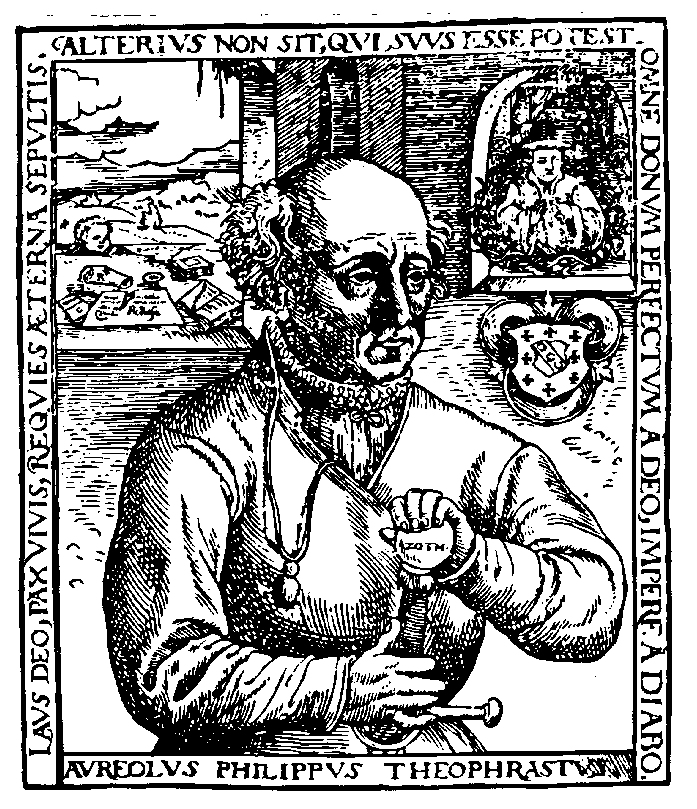 ALTERIVS NON SIT, QVI SVVS ESSE POTEST.
OMNE DONVM PERFECTVM A DEO, IMPERF. À DIABO.
LAVS DEO, PAX VIVIS, REQVIES ÆTERNA SEPVLTIS.
AZOTH
AVREOLVS PHILIPPVS THEOPHRASTVS